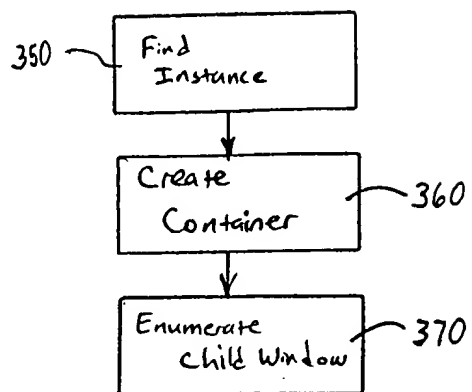 350
Find
Instance
Create
Container
360
Enumerate
Child Window
370